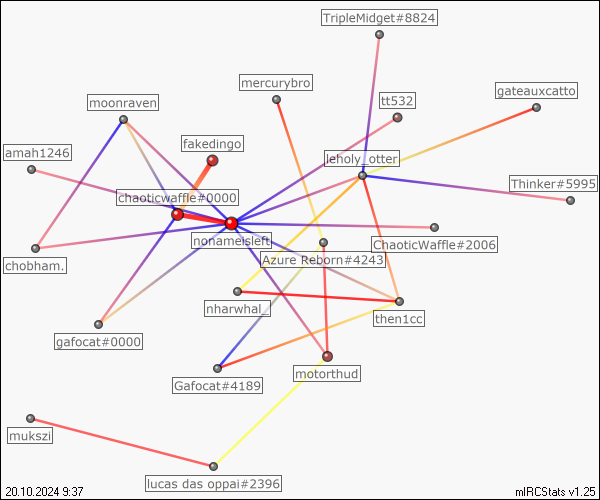 TripleMidget#8824
mercurybro
gateauxcatto
moonraven
tt532
fakedingo
amah1246
leholy_otter
Thinker#5995
chaoticwaffle#0000
nonameisleft
ChaoticWaffle#2006
Azure Reborn#4243
chobham.
nharwhal_
then1cc
gafocat#0000
motorthud
Gafocat#4189
mukszi
lucas das oppai#2396
20.10.2024 9:37
mIRCStats v1.25